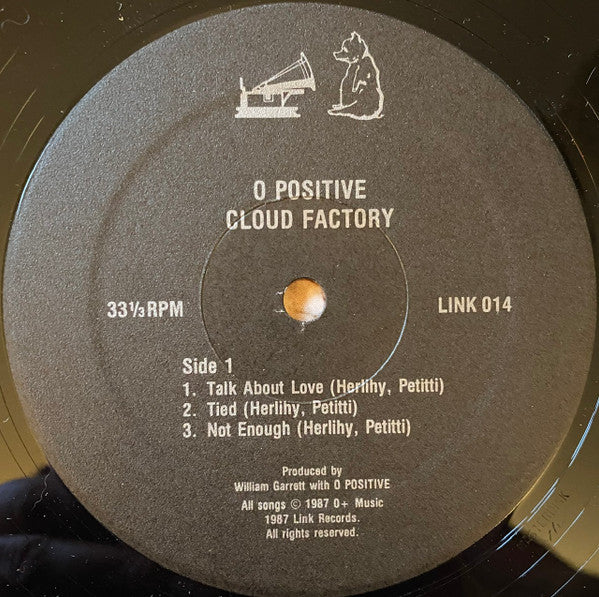 O POSITIVE
CLOUD FACTORY
33⅓ RPM
LINK 014
Side 1
1. Talk About Love (Herlihy, Petitti)
2. Tied (Herlihy, Petitti)
3. Not Enough (Herlihy, Petitti)
Produced by
William Garrett with O POSITIVE
All songs © 1987 O+ Music
1987 Link Records.
All rights reserved.